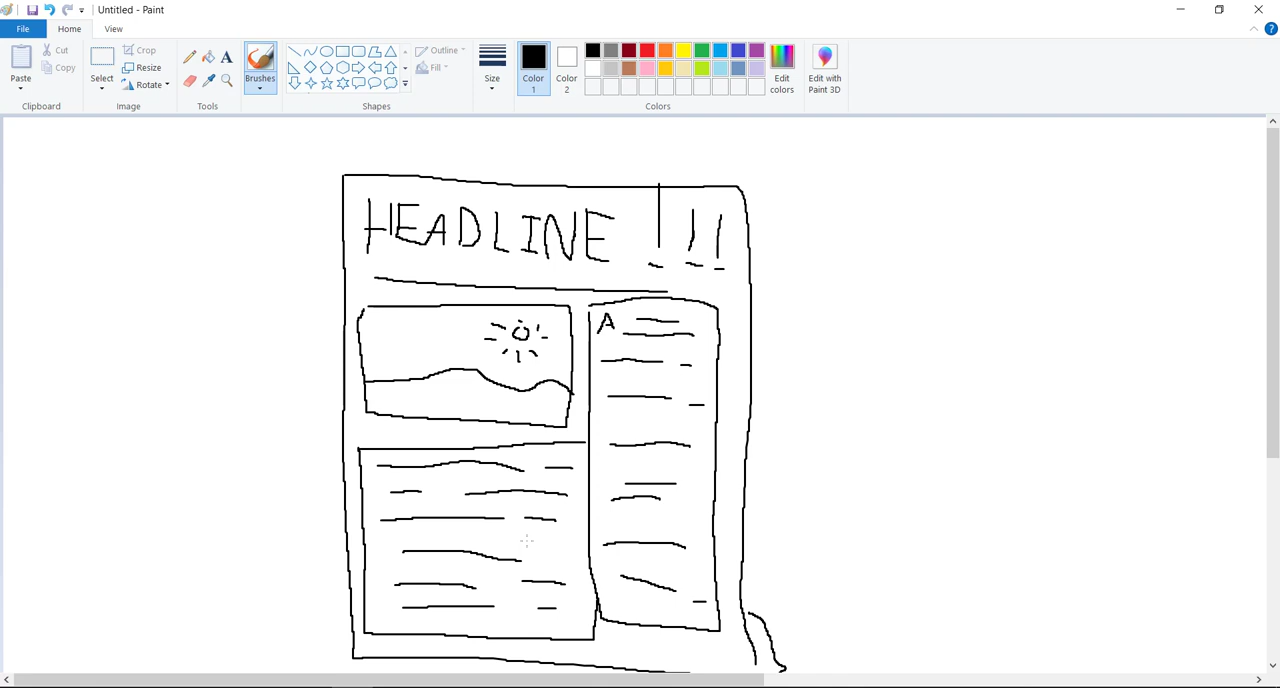 Untitled - Paint
File Home View
Paste
Cut
Copy
Clipboard
Select
Crop
Resize
Rotate
Image
Tools
Brushes
Shapes
Outline
Fill
Size
Color
1
Color
2
Edit
colors
Colors
Edit with
Paint 3D
HEADLINE !!!
A